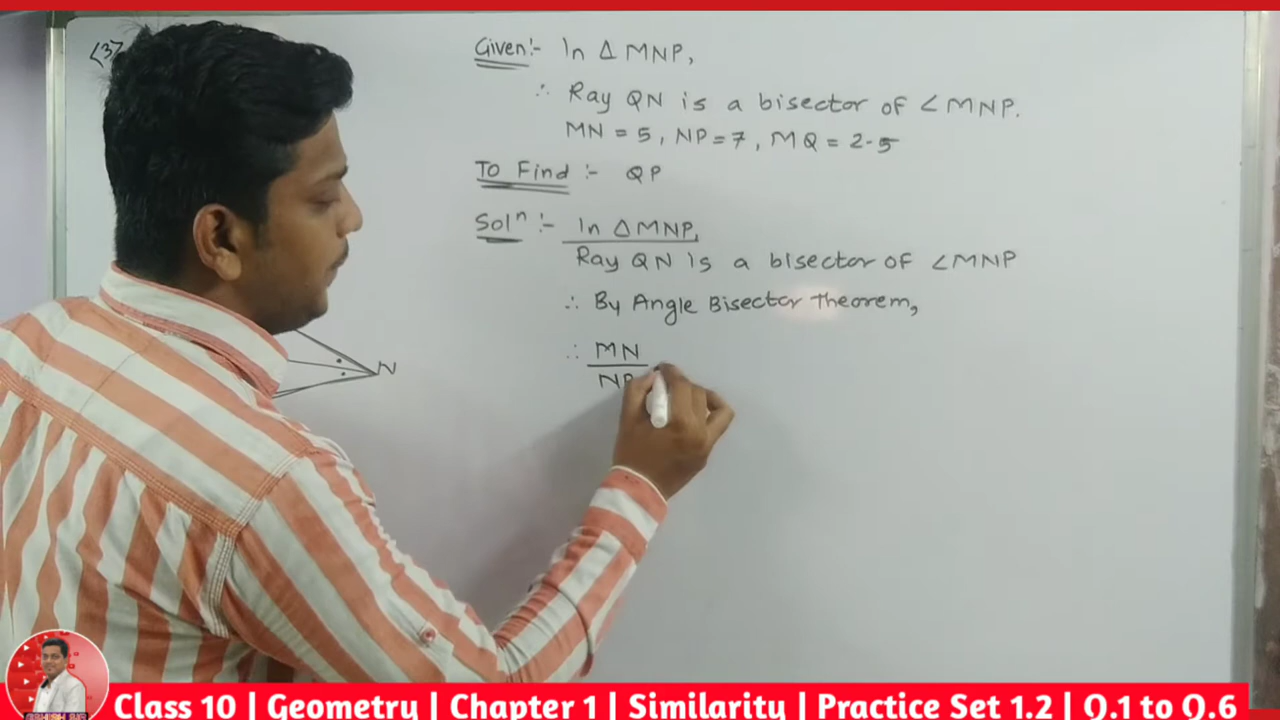 <3>
Given:- In Δ MNP,
∴ Ray QN is a bisector of ∠MNP.
MN = 5, NP = 7, MQ = 2.5
To Find :- QP
Solⁿ :- In ΔMNP,
Ray QN is a bisector of ∠MNP
∴ By Angle Bisector Theorem,
∴ MN
NP
N
Class 10 | Geometry | Chapter 1 | Similarity | Practice Set 1.2 | Q.1 to Q.6